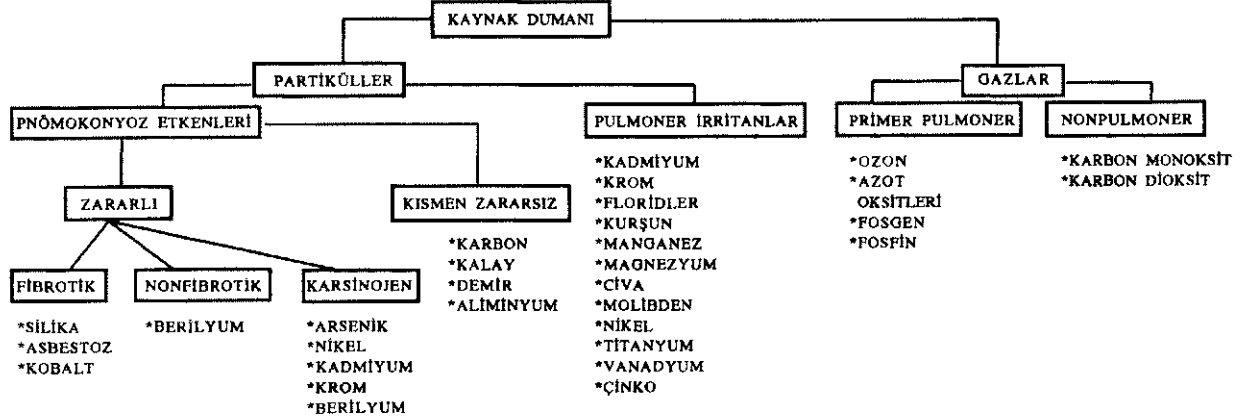 KAYNAK DUMANI
PARTİKÜLLER
GAZLAR
PNÖMOKONYOZ ETKENLERİ
PULMONER İRRİTANLAR
PRİMER PULMONER
NONPULMONER
*KADMİYUM
*KROM
*FLORİDLER
*KURŞUN
*MANGANEZ
*MAGNEZYUM
*CİVA
*MOLİBDEN
*NİKEL
*TİTANYUM
*VANADYUM
*ÇİNKO
*OZON
*AZOT
OKSİTLERİ
*FOSGEN
*FOSFİN
*KARBON MONOKSİT
*KARBON DİOKSİT
ZARARLI
KISMEN ZARARSIZ
*KARBON
*KALAY
*DEMİR
*ALİMİNYUM
FİBROTİK
NONFİBROTİK
KARSİNOJEN
*SİLİKA
*ASBESTOZ
*KOBALT
*BERİLYUM
*ARSENİK
*NİKEL
*KADMİYUM
*KROM
*BERİLYUM